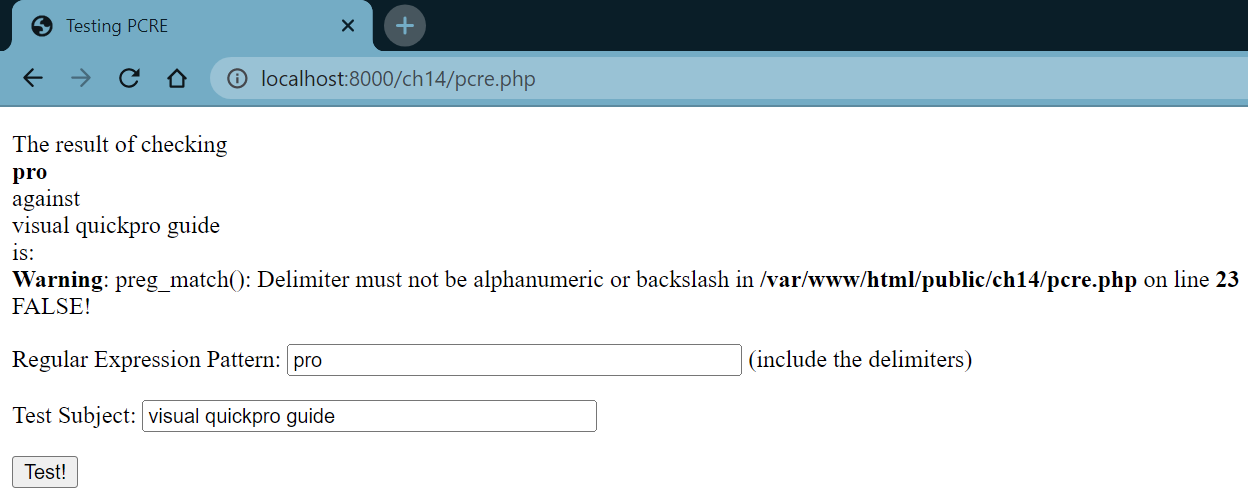 Testing PCRE
localhost:8000/ch14/pcre.php
The result of checking
pro
against
visual quickpro guide
is:
Warning: preg_match(): Delimiter must not be alphanumeric or backslash in /var/www/html/public/ch14/pcre.php on line 23
FALSE!
Regular Expression Pattern: pro (include the delimiters)
Test Subject: visual quickpro guide
Test!